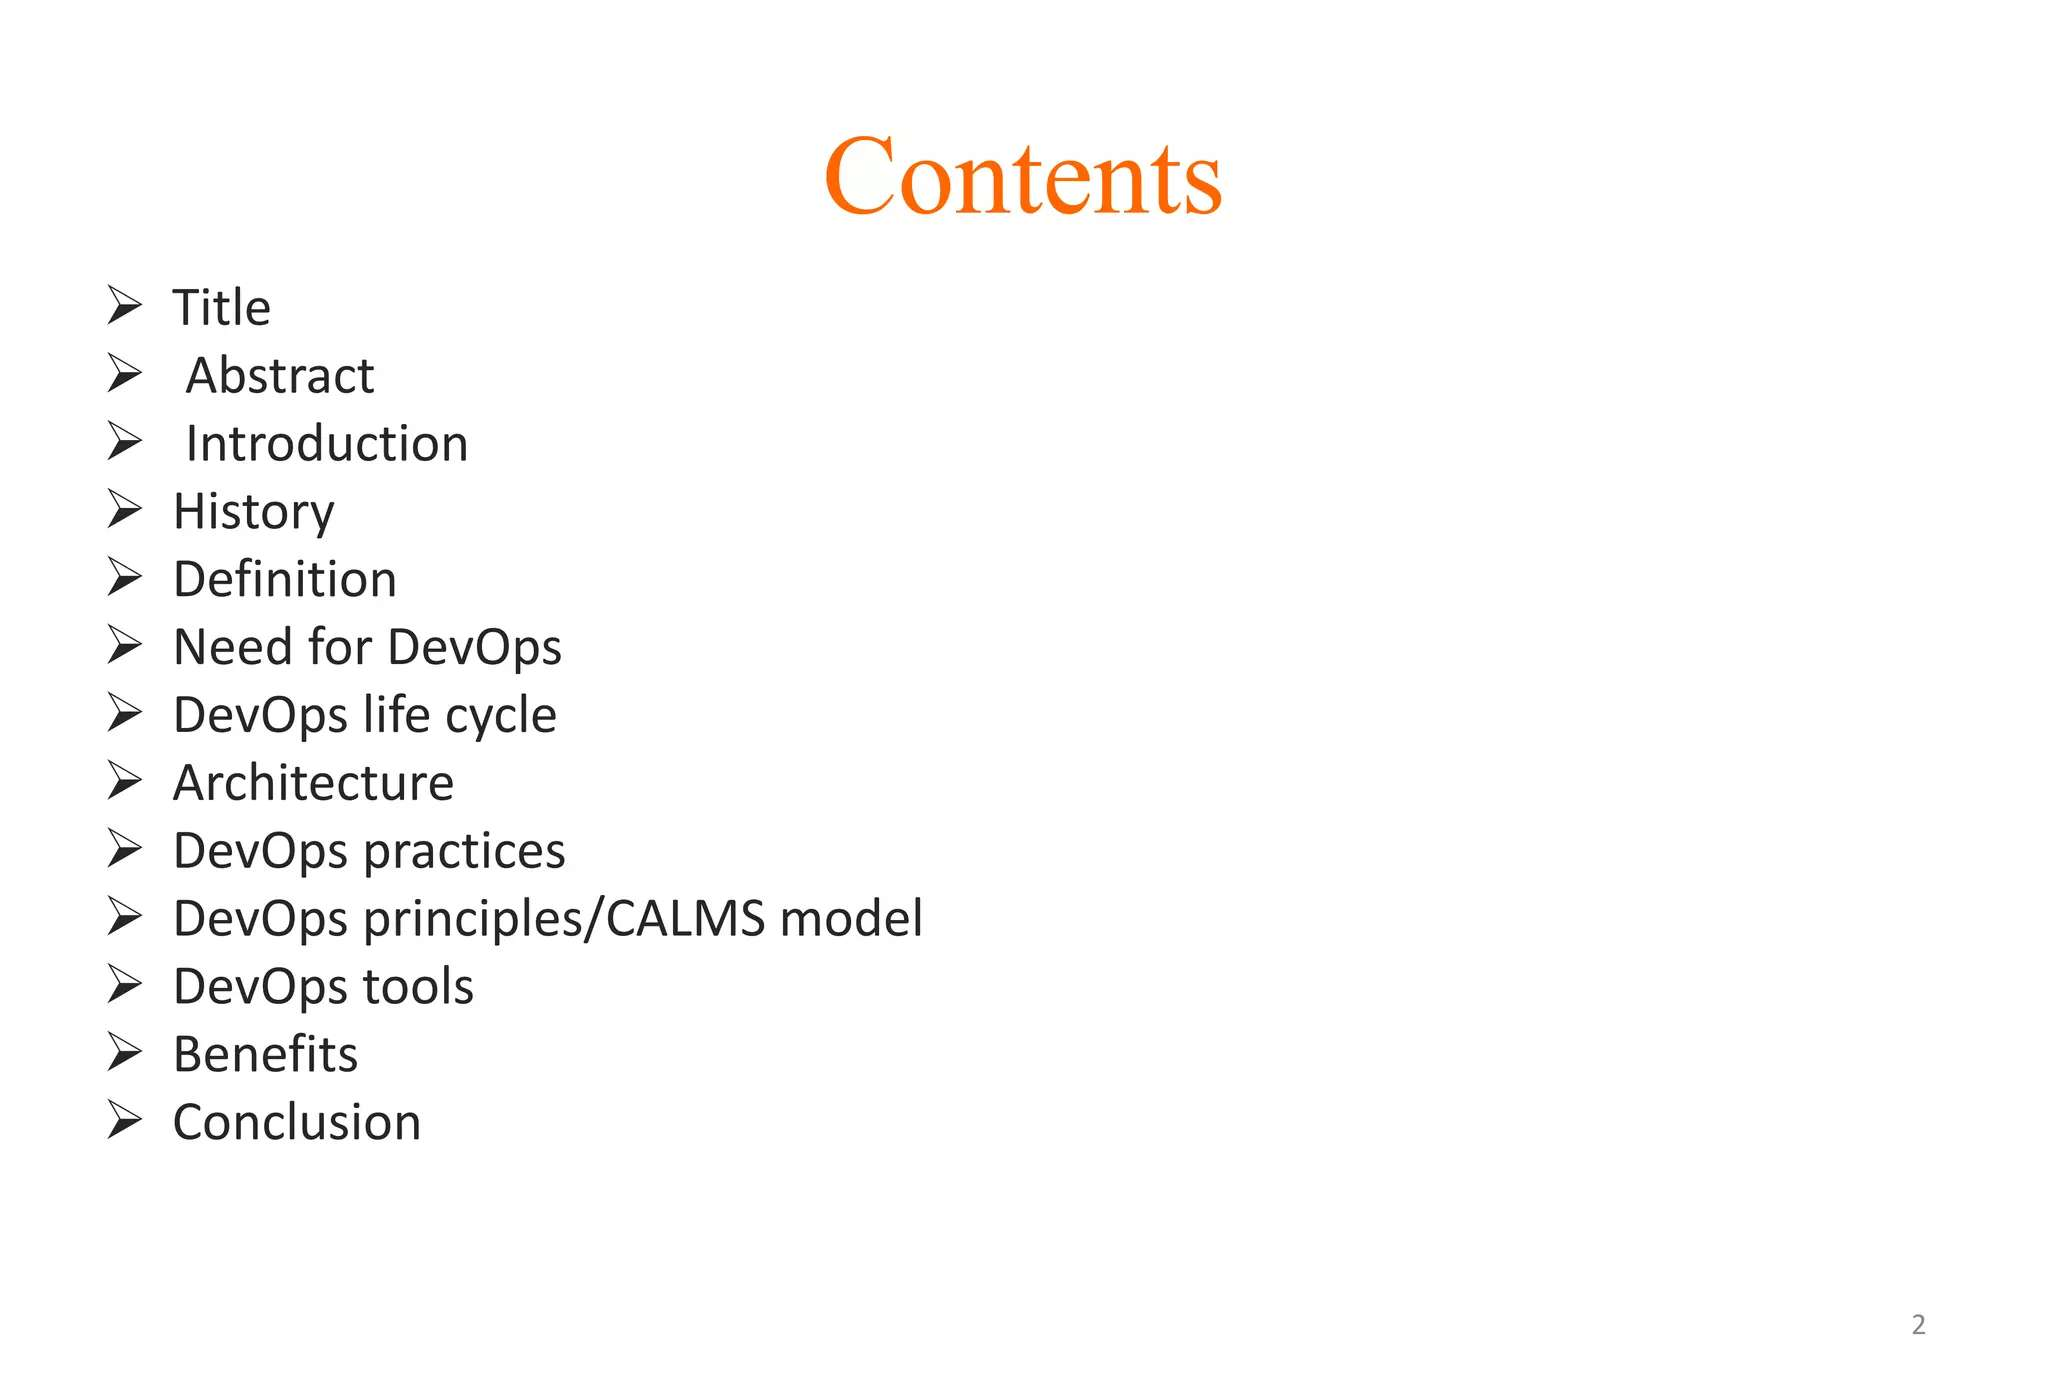 Contents
➢ Title
➢ Abstract
➢ Introduction
➢ History
➢ Definition
➢ Need for DevOps
➢ DevOps life cycle
➢ Architecture
➢ DevOps practices
➢ DevOps principles/CALMS model
➢ DevOps tools
➢ Benefits
➢ Conclusion
2